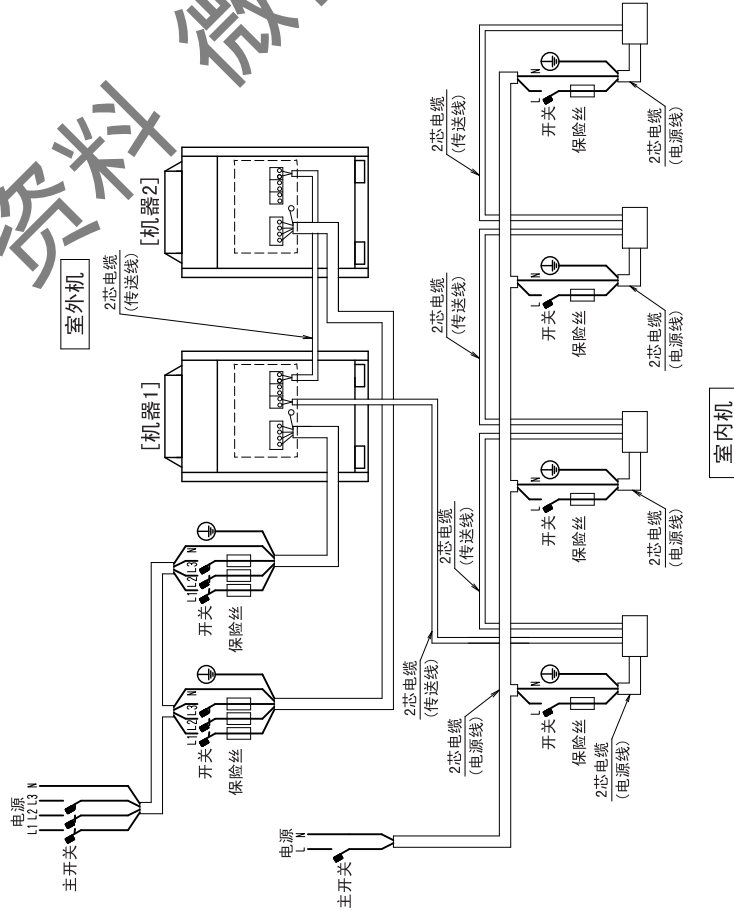 资料 微
室外机
[机器2]
[机器1]
2芯电缆
(传送线)
电源
L1 L2 L3 N
主开关
L1 L2 L3 N
开关
保险丝
L1 L2 L3 N
开关
保险丝
电源
L N
主开关
2芯电缆
(传送线)
2芯电缆
(传送线)
2芯电缆
(传送线)
2芯电缆
(传送线)
2芯电缆
(电源线)
L N
开关
保险丝
2芯电缆
(电源线)
L N
开关
保险丝
2芯电缆
(电源线)
L N
开关
保险丝
2芯电缆
(电源线)
L N
开关
保险丝
2芯电缆
(电源线)
室内机